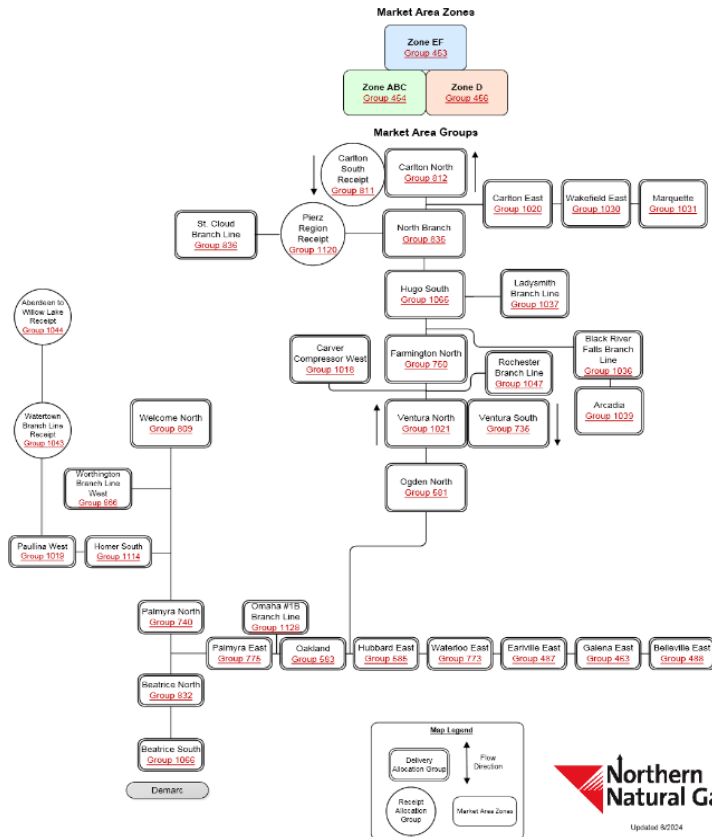 Market Area Zones
Zone EF
Group 453
Zone ABC
Group 454
Zone D
Group 456
Market Area Groups
Carlton
South
Receipt
Group 811
Carlton North
Group 812
Carlton East
Group 1020
Wakefield East
Group 1030
Marquette
Group 1031
St. Cloud
Branch Line
Group 836
Pierz
Region
Receipt
Group 1120
North Branch
Group 835
Hugo South
Group 1065
Ladysmith
Branch Line
Group 1037
Aberdeen to
Willow Lake
Receipt
Group 1044
Carver
Compressor West
Group 1018
Farmington North
Group 760
Rochester
Branch Line
Group 1047
Black River
Falls Branch
Line
Group 1036
Arcadia
Group 1039
Watertown
Branch Line
Receipt
Group 1043
Welcome North
Group 809
Ventura North
Group 1021
Ventura South
Group 735
Worthington
Branch Line
West
Group 966
Ogden North
Group 581
Paullina West
Group 1019
Homer South
Group 1114
Palmyra North
Group 740
Omaha #1B
Branch Line
Group 1128
Palmyra East
Group 775
Oakland
Group 583
Hubbard East
Group 585
Waterloo East
Group 773
Earlville East
Group 487
Galena East
Group 463
Belleville East
Group 488
Beatrice North
Group 832
Beatrice South
Group 1066
Demarc
Map Legend
Delivery
Allocation Group
Flow
Direction
Receipt
Allocation
Group
Market Area Zones
Northern
Natural Ga
Updated 8/2024